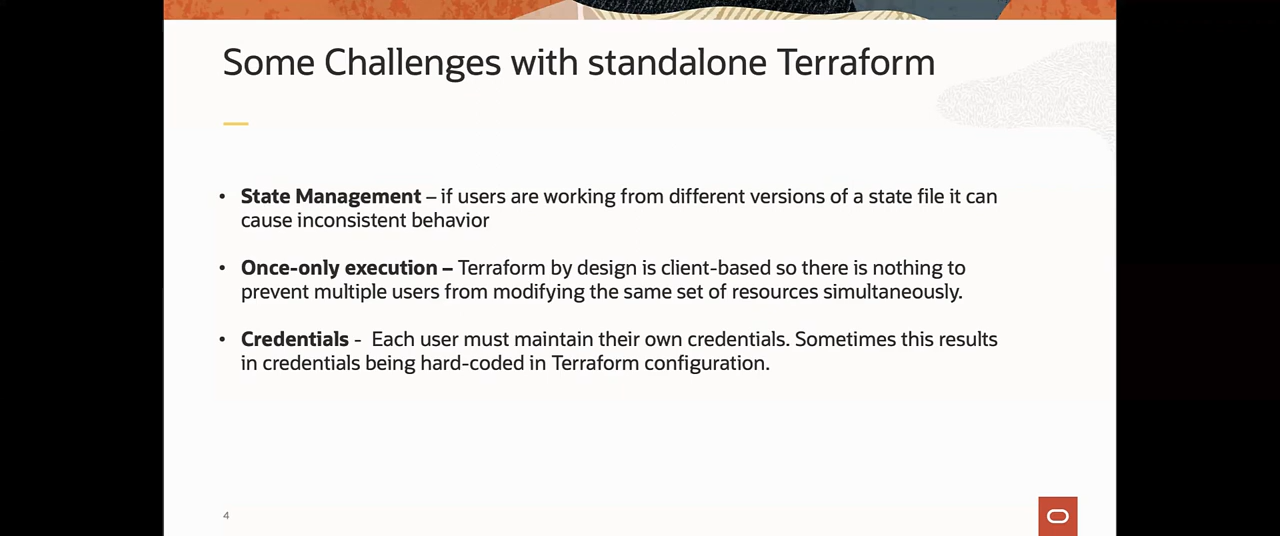 Some Challenges with standalone Terraform
• State Management – if users are working from different versions of a state file it can
cause inconsistent behavior
• Once-only execution – Terraform by design is client-based so there is nothing to
prevent multiple users from modifying the same set of resources simultaneously.
• Credentials - Each user must maintain their own credentials. Sometimes this results
in credentials being hard-coded in Terraform configuration.
4